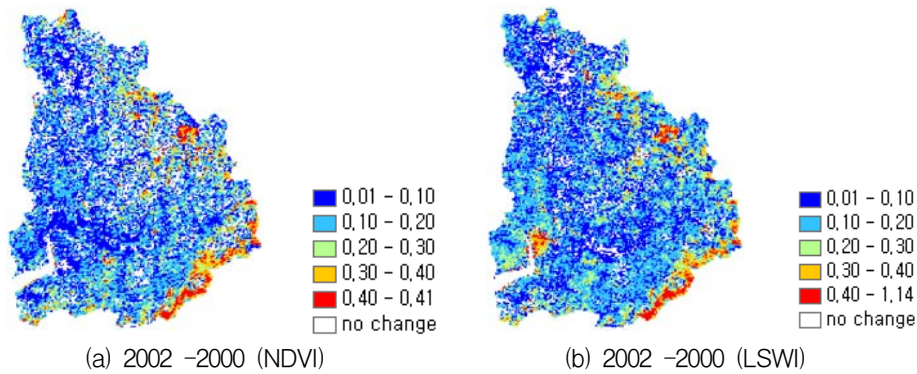 0,01 - 0,10
0,10 - 0,20
0,20 - 0,30
0,30 - 0,40
0,40 - 0,41
no change
(a) 2002 -2000 (NDVI)
0,01 - 0,10
0,10 - 0,20
0,20 - 0,30
0,30 - 0,40
0,40 - 1,14
no change
(b) 2002 -2000 (LSWI)